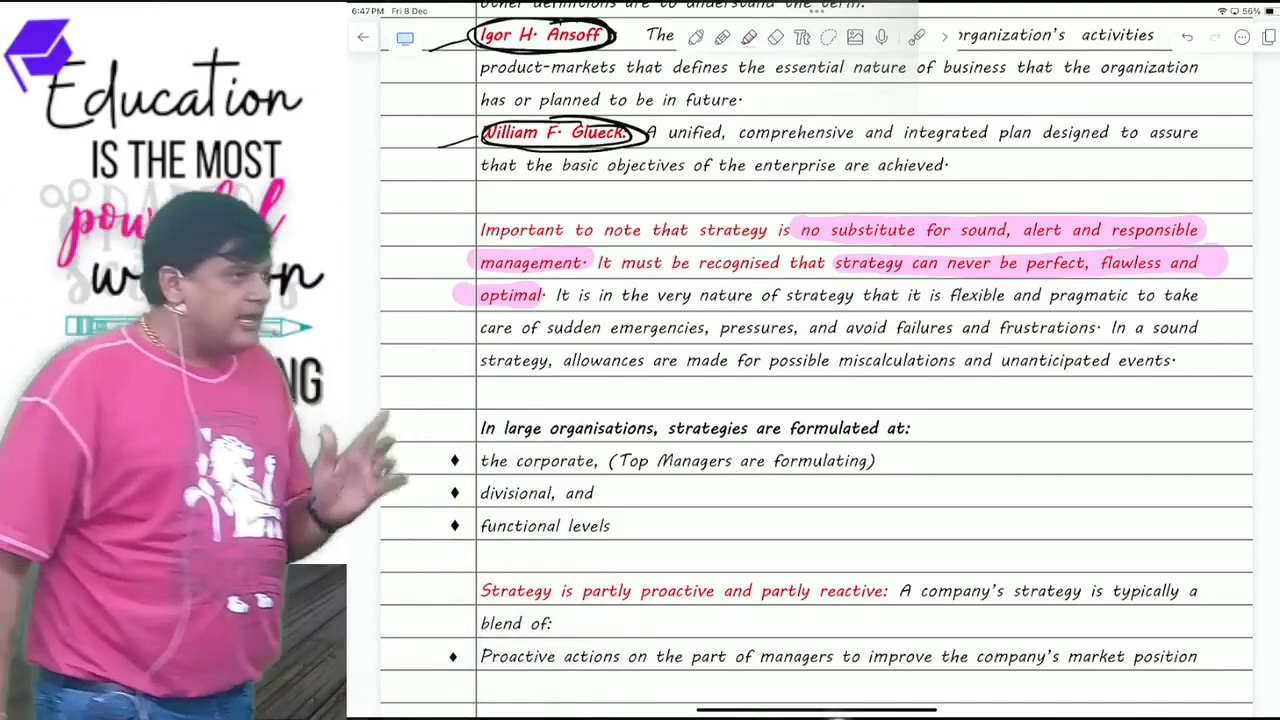 6:47PM Fri 8 Dec
56%
other definitions are to understand the term.
Igor H. Ansoff The organization's activities
product-markets that defines the essential nature of business that the organization
has or planned to be in future.
William F. Glueck: A unified, comprehensive and integrated plan designed to assure
that the basic objectives of the enterprise are achieved.
Important to note that strategy is no substitute for sound, alert and responsible
management. It must be recognised that strategy can never be perfect, flawless and
optimal. It is in the very nature of strategy that it is flexible and pragmatic to take
care of sudden emergencies, pressures, and avoid failures and frustrations. In a sound
strategy, allowances are made for possible miscalculations and unanticipated events.
In large organisations, strategies are formulated at:
♦ the corporate, (Top Managers are formulating)
♦ divisional, and
♦ functional levels
Strategy is partly proactive and partly reactive: A company's strategy is typically a
blend of:
♦ Proactive actions on the part of managers to improve the company's market position
Education
IS THE MOST